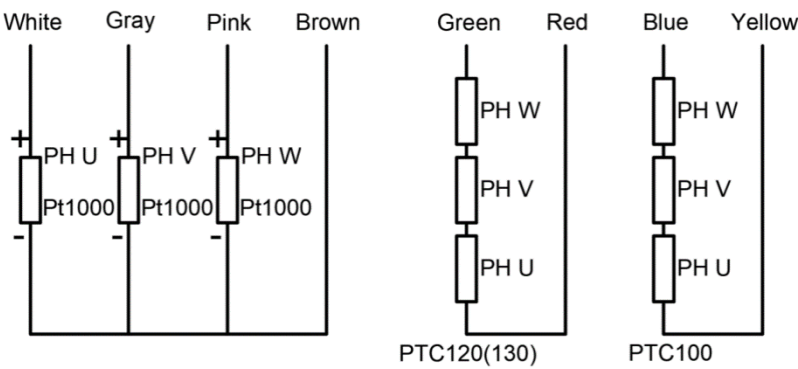 White Gray Pink Brown Green Red Blue Yellow
PH W PH W
+ + +
PH U PH V PH W
PH V PH V
Pt1000 Pt1000 Pt1000
- - -
PH U PH U
PTC120(130) PTC100